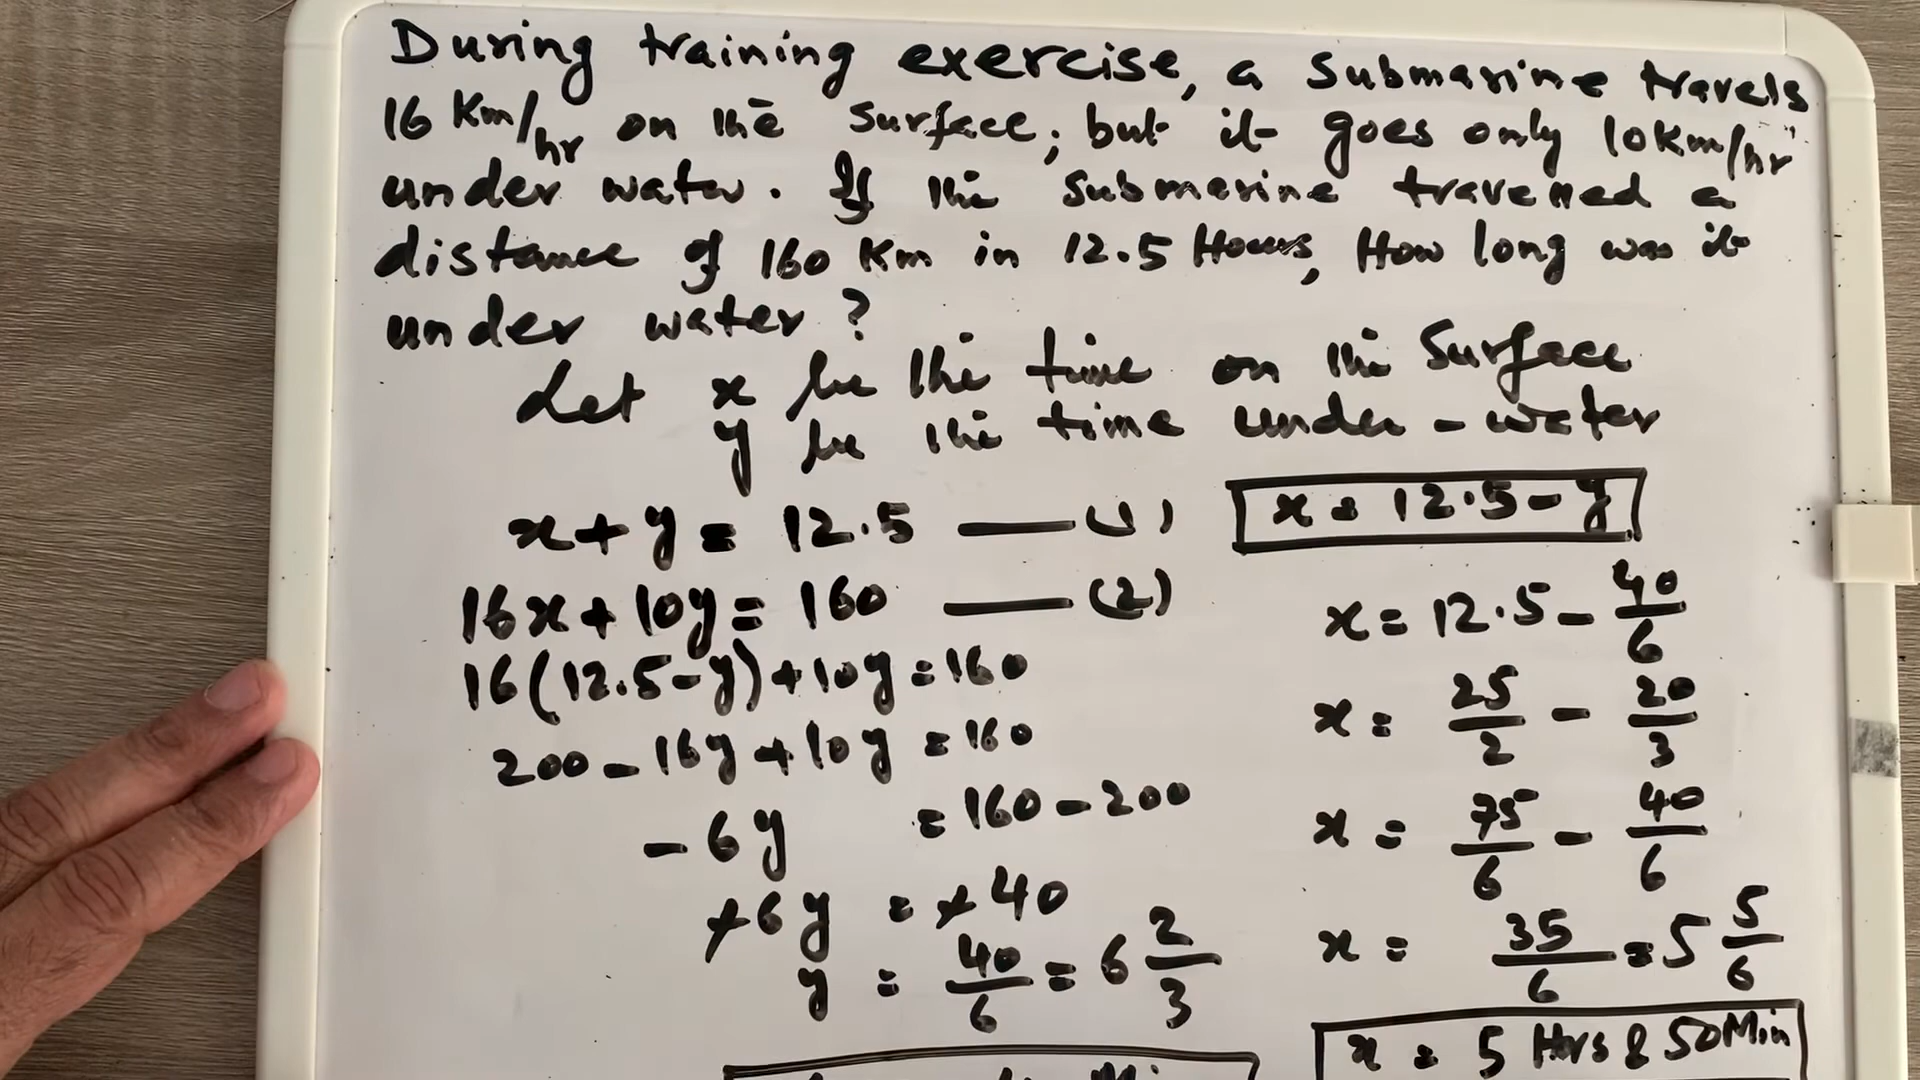 During training exercise, a submarine travels
16 Km/hr on the surface; but it goes only 10km/hr
under water. If the submarine travelled a
distance of 160 Km in 12.5 Hours, How long was it
under water?
Let x be the time on the surface
y be the time under-water
x+y = 12.5 — (1)
16x + 10y = 160 — (2)
16(12.5-y)+10y = 160
200 - 16y + 10y = 160
-6y = 160-200
+6y = +40
y = 40/6 = 6 2/3
x = 12.5 - y
x = 12.5 - 40/6
x = 25/2 - 20/3
x = 75/6 - 40/6
x = 35/6 = 5 5/6
x = 5 Hrs & 50 Min